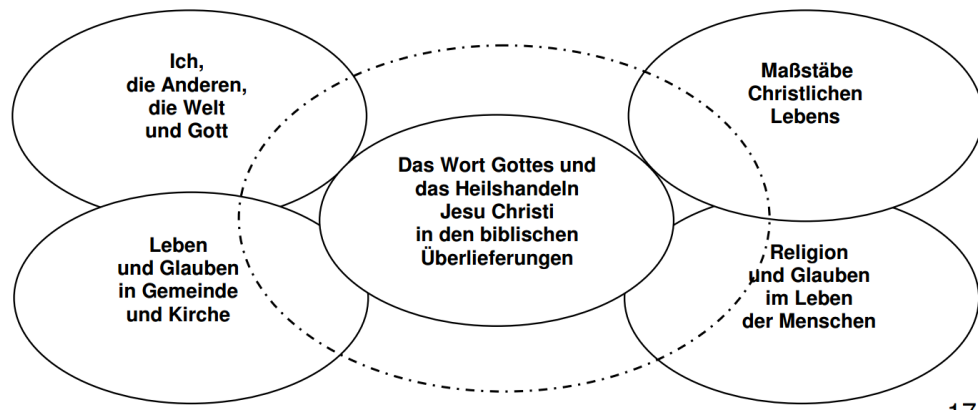 Ich,
die Anderen,
die Welt
und Gott
Maßstäbe
Christlichen
Lebens
Das Wort Gottes und
das Heilshandeln
Jesu Christi
in den biblischen
Überlieferungen
Leben
und Glauben
in Gemeinde
und Kirche
Religion
und Glauben
im Leben
der Menschen